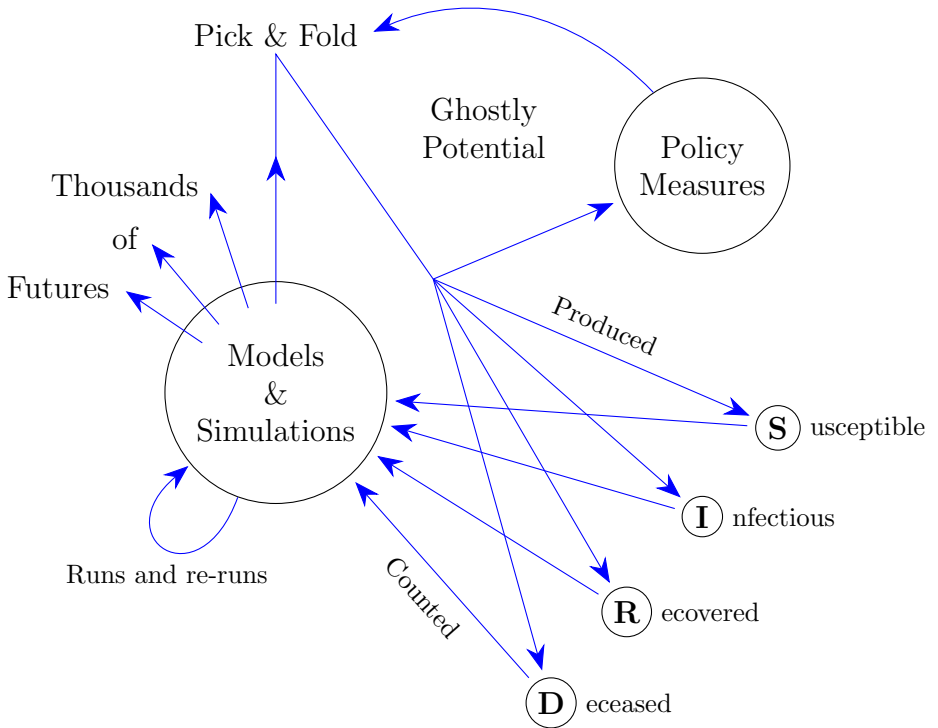 Pick & Fold
Ghostly
Potential
Policy
Measures
Thousands
of
Futures
Models
&
Simulations
Produced
S usceptible
I nfectious
Runs and re-runs
Counted
R ecovered
D eceased